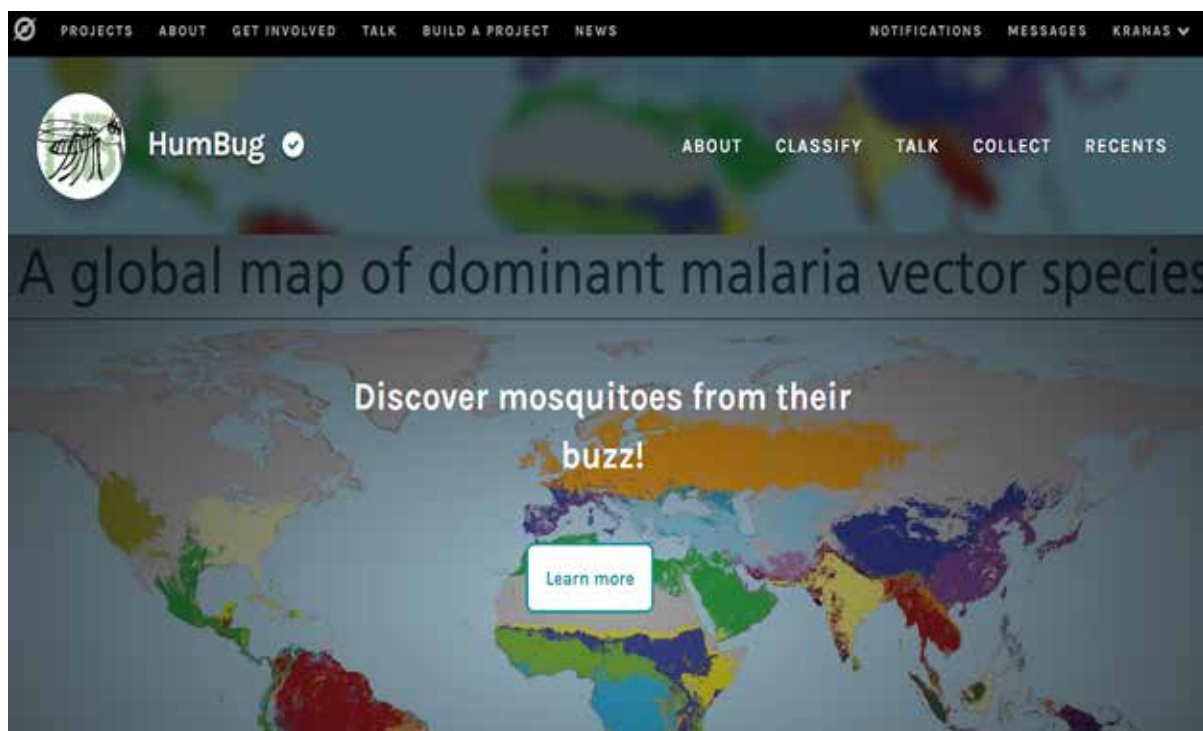 PROJECTS ABOUT GET INVOLVED TALK BUILD A PROJECT NEWS NOTIFICATIONS MESSAGES KRANAS
HumBug ABOUT CLASSIFY TALK COLLECT RECENTS
A global map of dominant malaria vector species
Discover mosquitoes from their
buzz!
Learn more